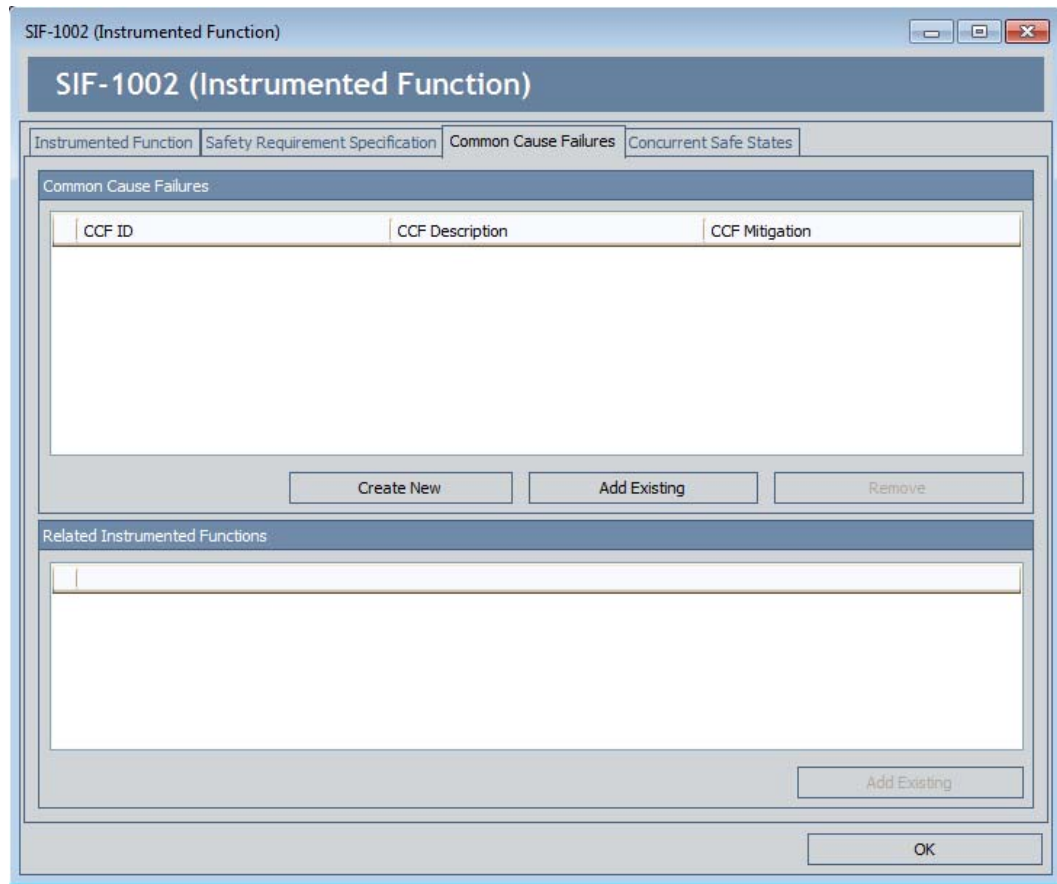 SIF-1002 (Instrumented Function)
SIF-1002 (Instrumented Function)
Instrumented Function Safety Requirement Specification Common Cause Failures Concurrent Safe States
Common Cause Failures
CCF ID CCF Description CCF Mitigation
Create New Add Existing Remove
Related Instrumented Functions
Add Existing
OK